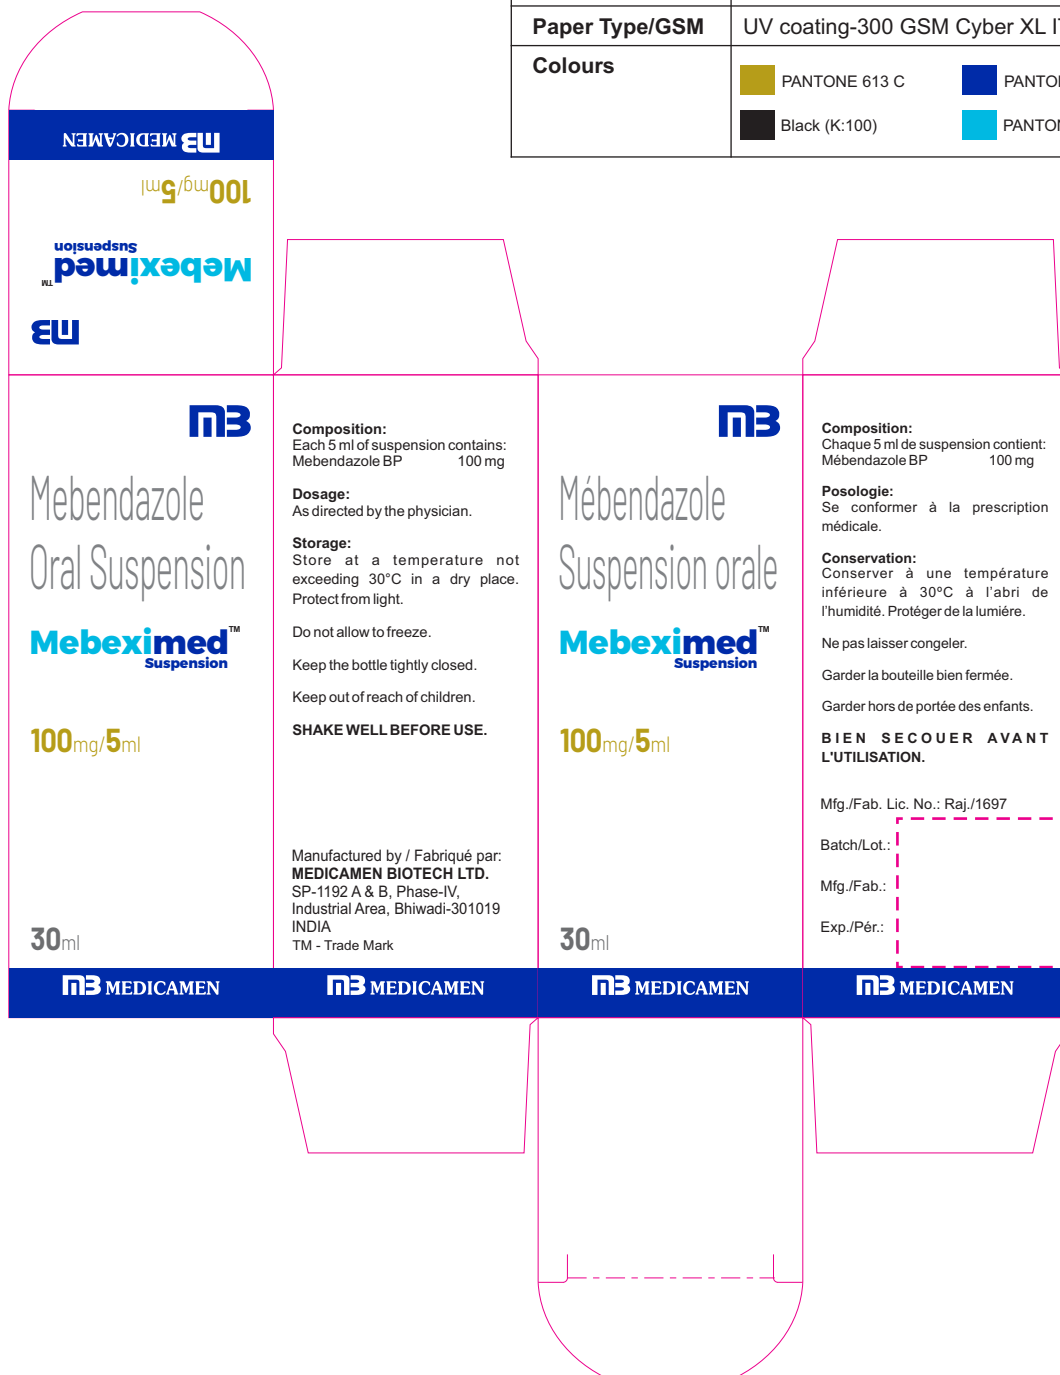 Paper Type/GSM
UV coating-300 GSM Cyber XL
Colours
PANTONE 613 C
Black (K:100)
MEDICAMEN
100mg/5ml
Mebeximed™
Suspension
Mebendazole
Oral Suspension
Mebeximed™
Suspension
100mg/5ml
30ml
MEDICAMEN
Composition:
Each 5 ml of suspension contains:
Mebendazole BP 100 mg
Dosage:
As directed by the physician.
Storage:
Store at a temperature not
exceeding 30°C in a dry place.
Protect from light.
Do not allow to freeze.
Keep the bottle tightly closed.
Keep out of reach of children.
SHAKE WELL BEFORE USE.
Manufactured by / Fabriqué par:
MEDICAMEN BIOTECH LTD.
SP-1192 A & B, Phase-IV,
Industrial Area, Bhiwadi-301019
INDIA
TM - Trade Mark
MEDICAMEN
Mébendazole
Suspension orale
Mebeximed™
Suspension
100mg/5ml
30ml
MEDICAMEN
Composition:
Chaque 5 ml de suspension contient:
Mébendazole BP 100 mg
Posologie:
Se conformer à la prescription
médicale.
Conservation:
Conserver à une température
inférieure à 30°C à l'abri de
l'humidité. Protéger de la lumiére.
Ne pas laisser congeler.
Garder la bouteille bien fermée.
Garder hors de portée des enfants.
BIEN SECOUER AVANT
L'UTILISATION.
Mfg./Fab. Lic. No.: Raj./1697
Batch/Lot.:
Mfg./Fab.:
Exp./Pér.:
MEDICAMEN